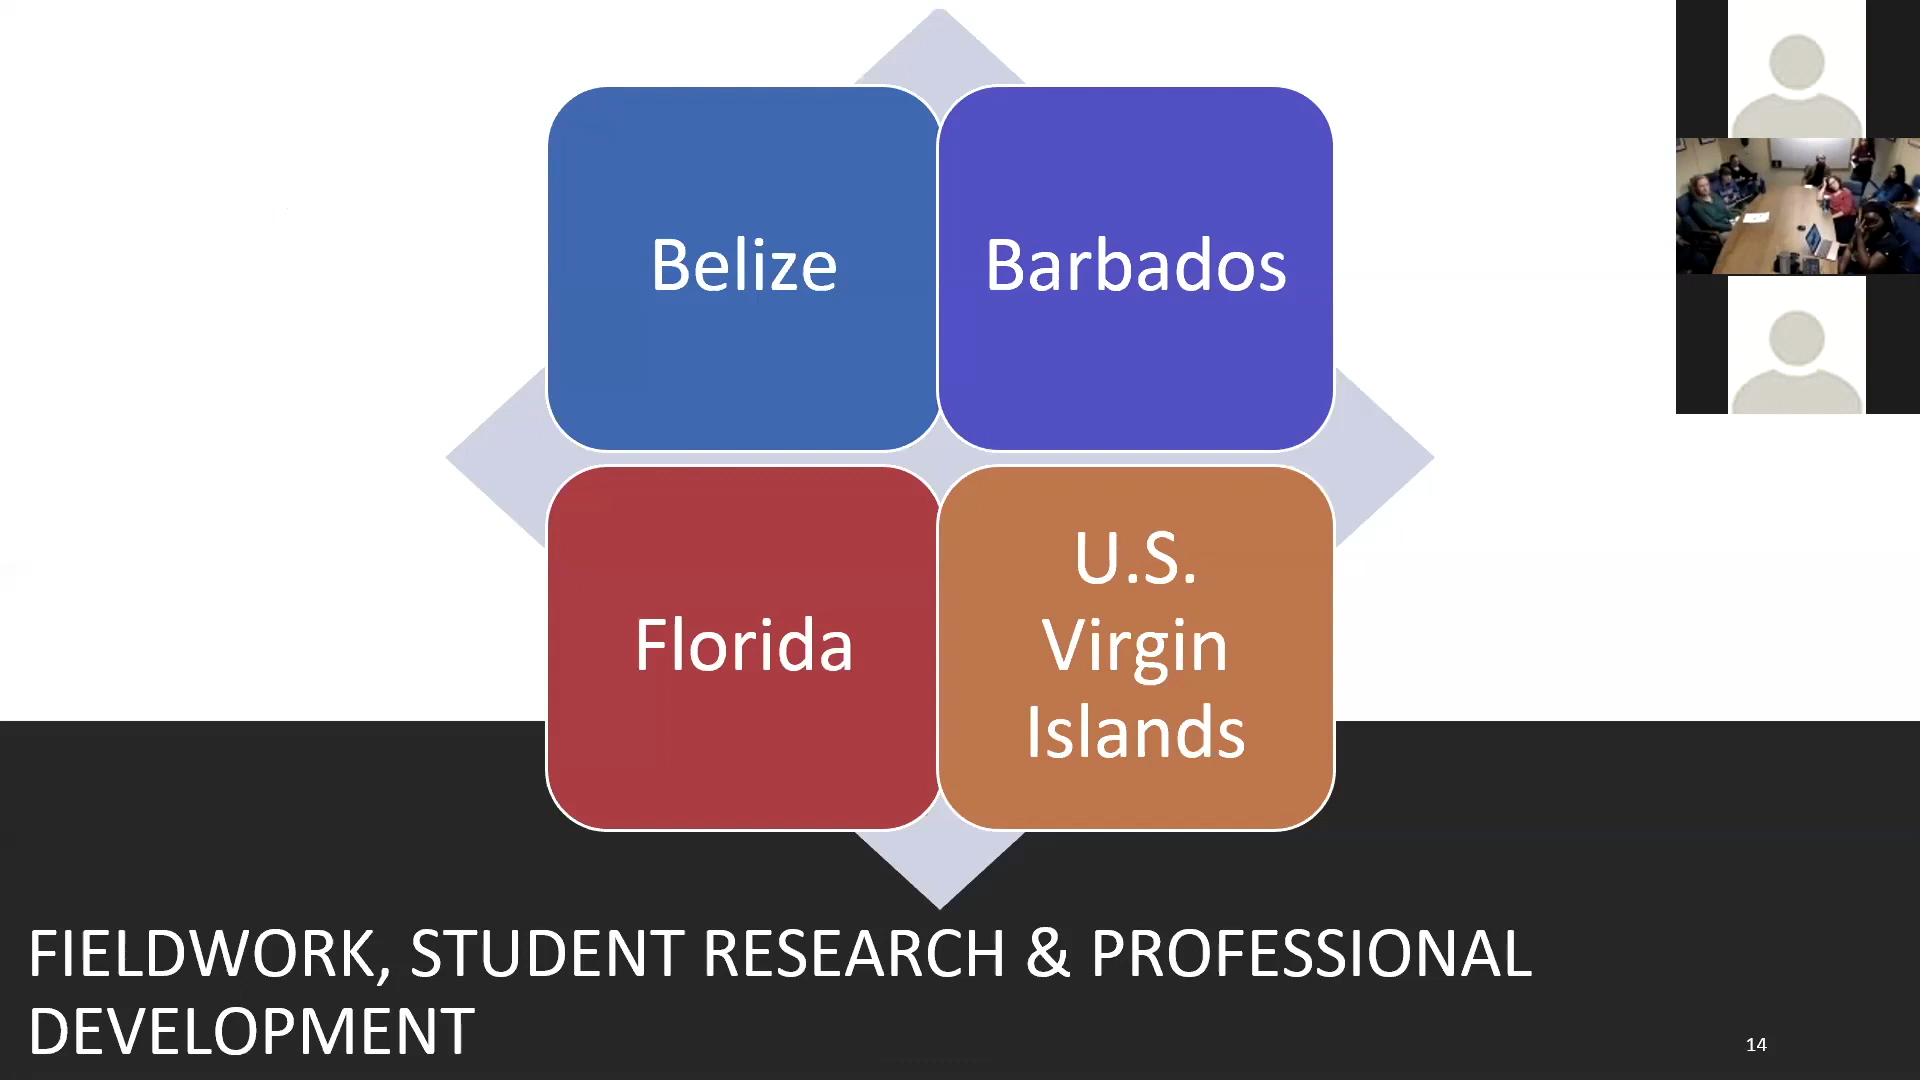 Belize
Barbados
Florida
U.S.
Virgin
Islands
FIELDWORK, STUDENT RESEARCH & PROFESSIONAL
DEVELOPMENT
14